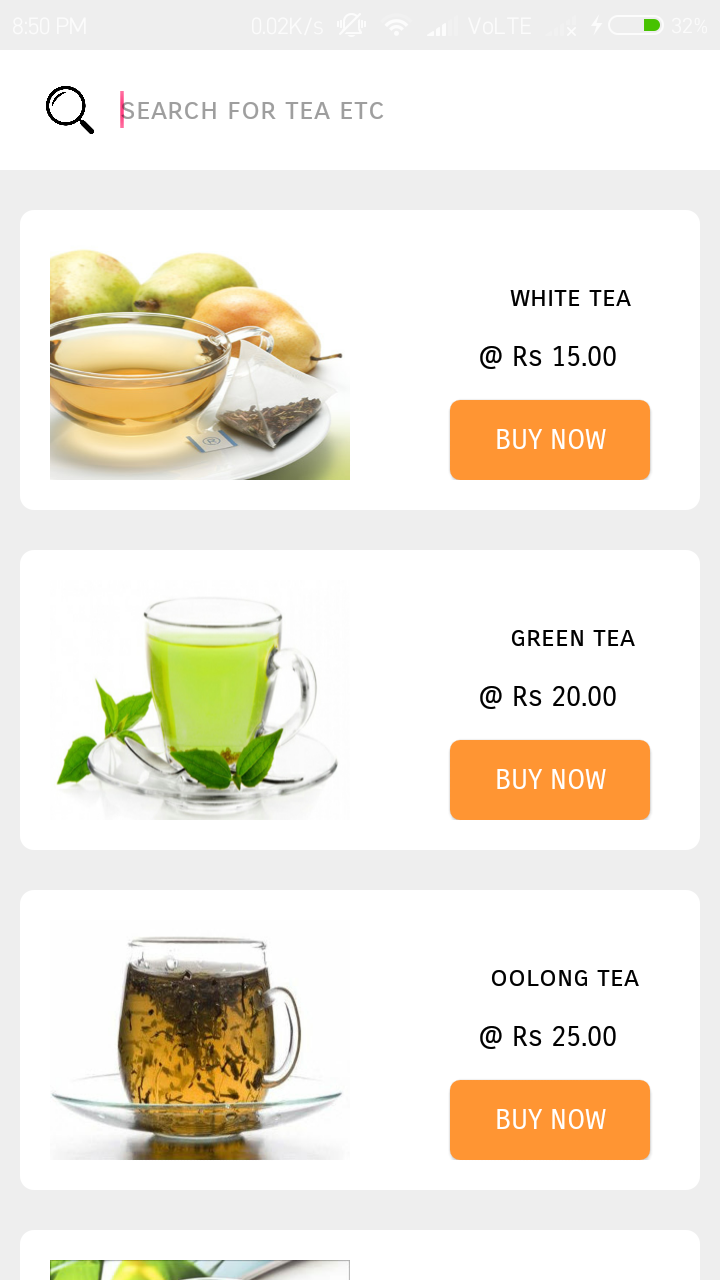 8:50 PM 0.02K/s VoLTE 32%
SEARCH FOR TEA ETC
WHITE TEA
@ Rs 15.00
BUY NOW
GREEN TEA
@ Rs 20.00
BUY NOW
OOLONG TEA
@ Rs 25.00
BUY NOW